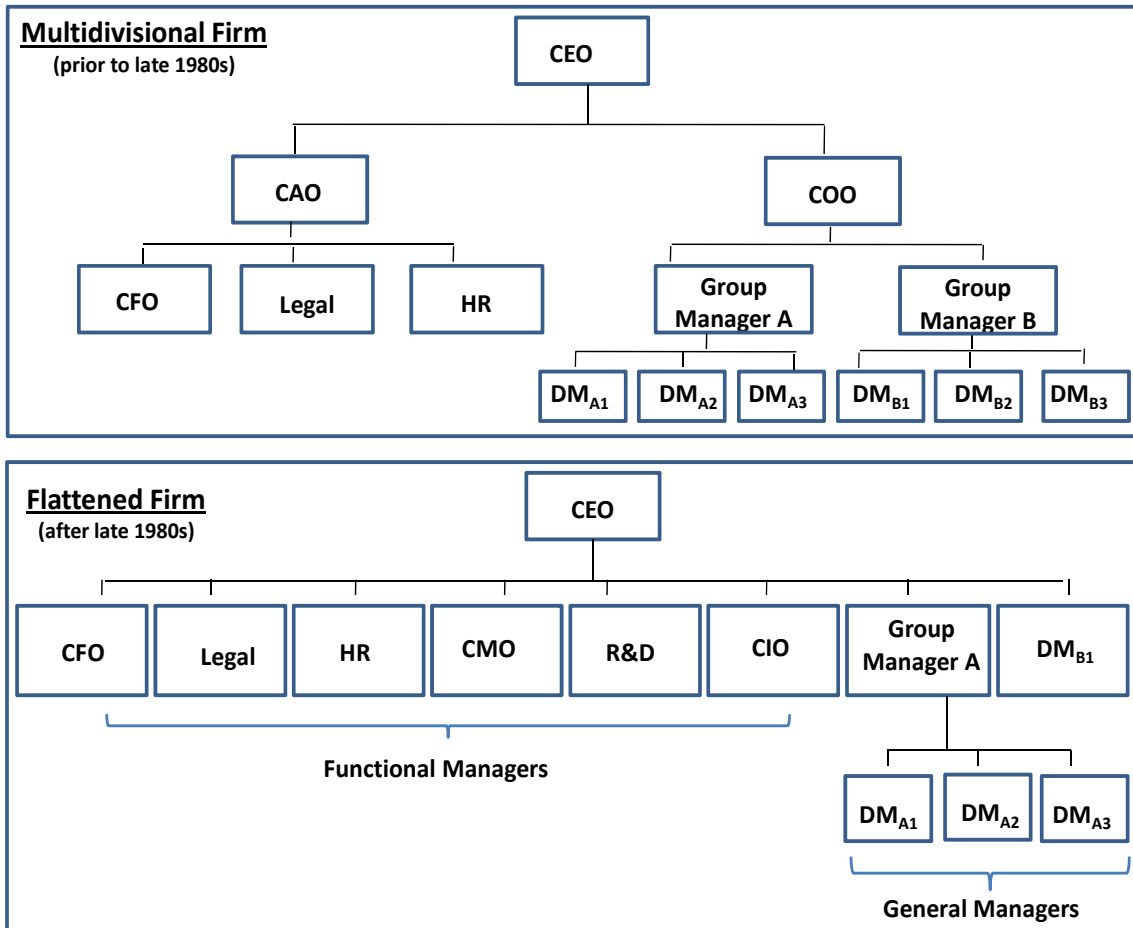 Multidivisional Firm
(prior to late 1980s)
CEO
CAO
COO
CFO
Legal
HR
Group
Manager A
Group
Manager B
DMA1
DMA2
DMA3
DMB1
DMB2
DMB3
Flattened Firm
(after late 1980s)
CEO
CFO
Legal
HR
CMO
R&D
CIO
Group
Manager A
DMB1
Functional Managers
DMA1
DMA2
DMA3
General Managers